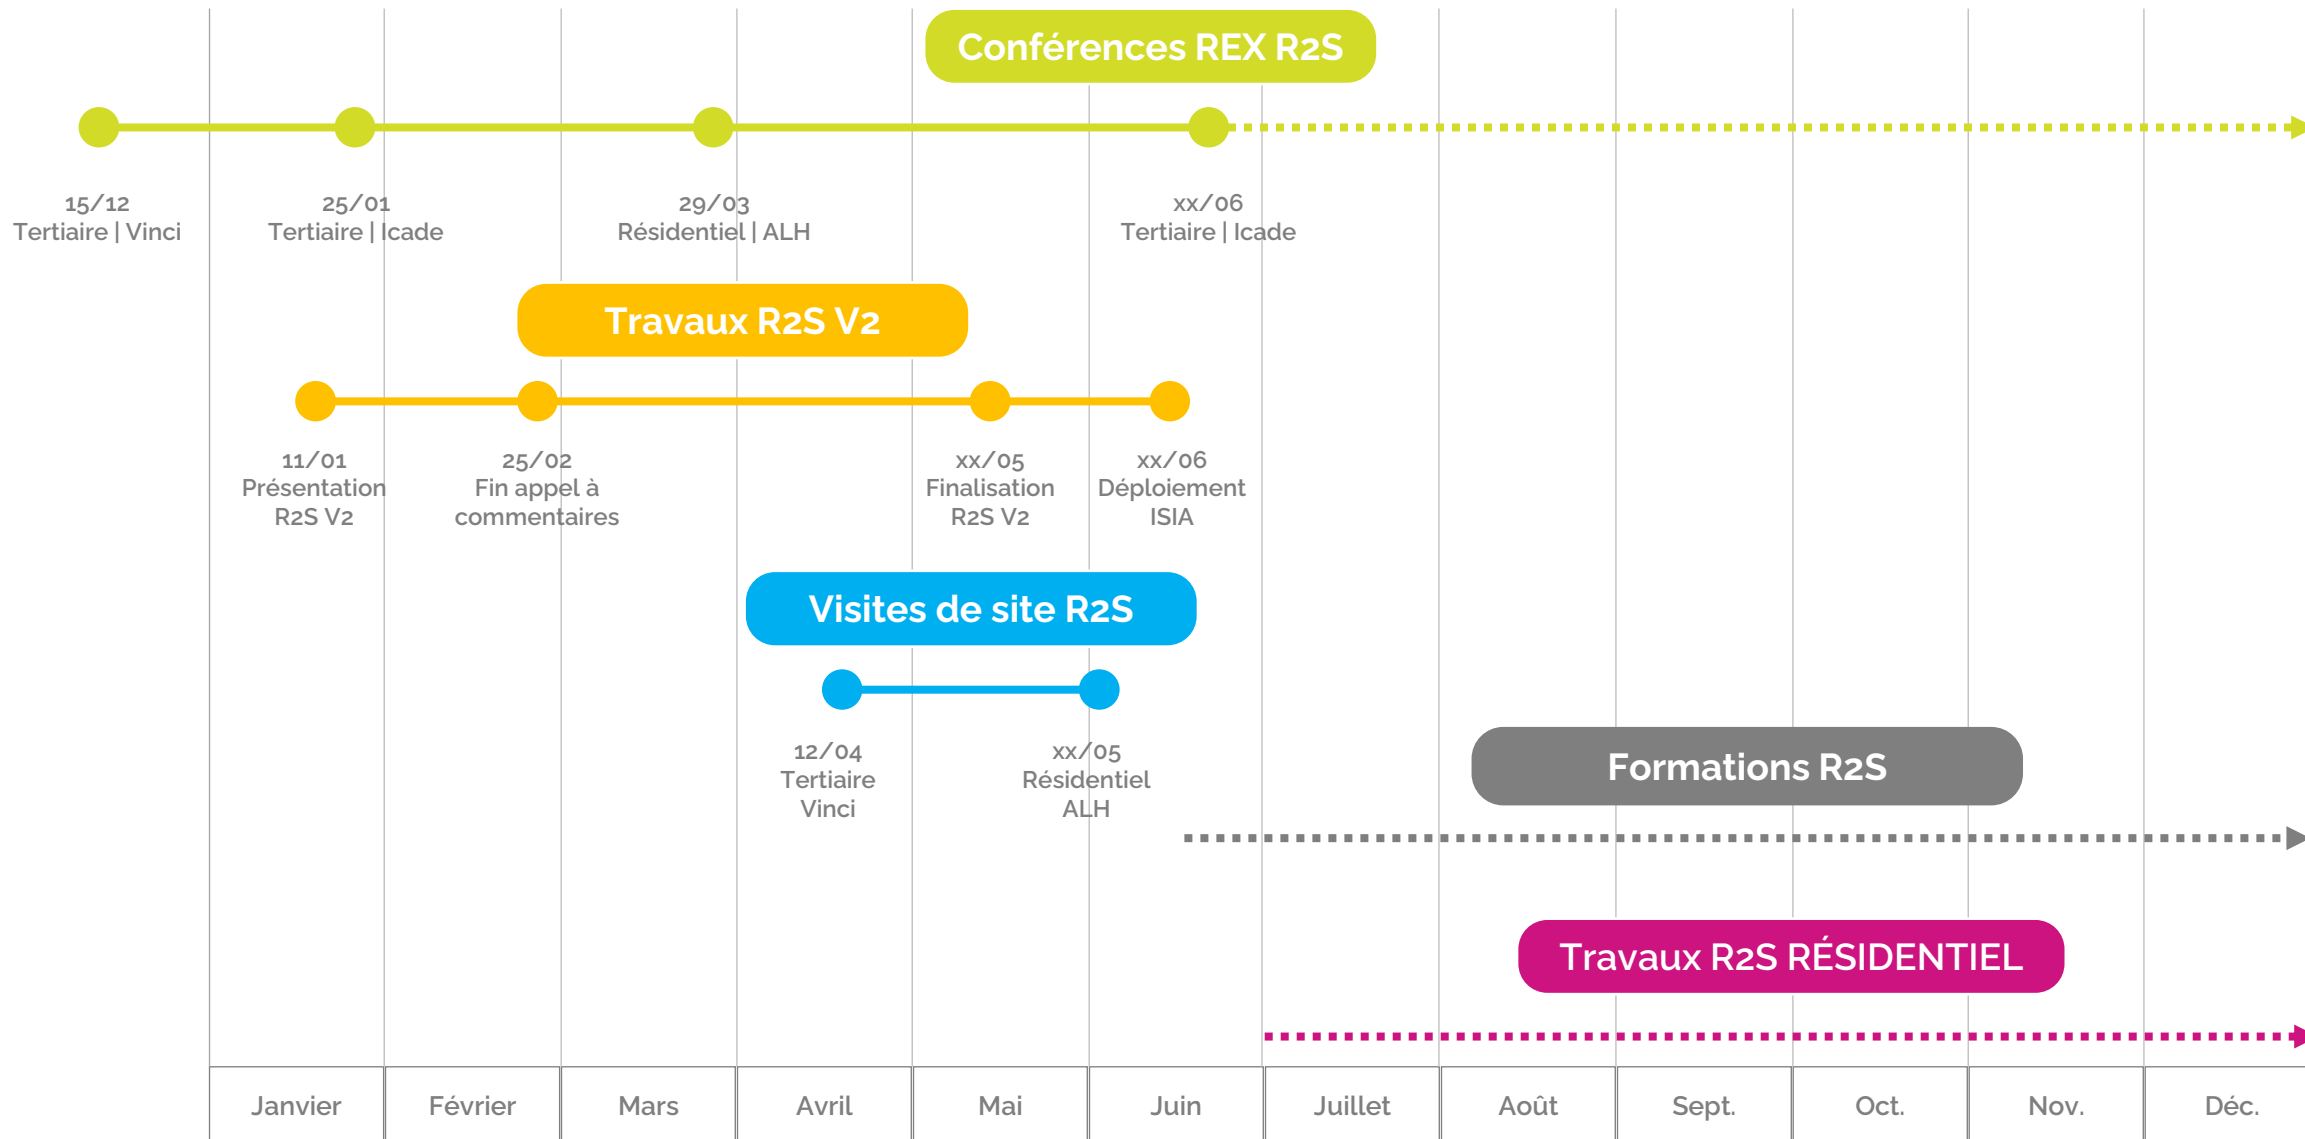 Conférences REX R2S
15/12
Tertiaire | Vinci
25/01
Tertiaire | Icade
29/03
Résidentiel | ALH
xx/06
Tertiaire | Icade
Travaux R2S V2
11/01
Présentation
R2S V2
25/02
Fin appel à
commentaires
xx/05
Finalisation
R2S V2
xx/06
Déploiement
ISIA
Visites de site R2S
12/04
Tertiaire
Vinci
xx/05
Résidentiel
ALH
Formations R2S
Travaux R2S RÉSIDENTIEL
Janvier
Février
Mars
Avril
Mai
Juin
Juillet
Août
Sept.
Oct.
Nov.
Déc.